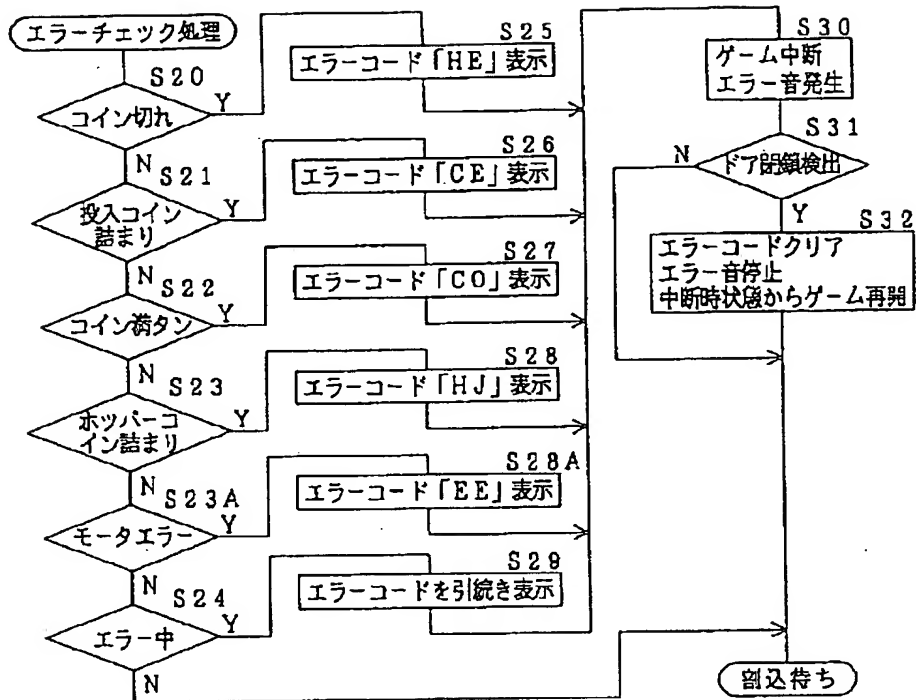 エラーチェック処理
S20
コイン切れ
Y
N
S21
投入コイン
詰まり
Y
N
S22
コイン満タン
Y
N
S23
ホッパーコ
イン詰まり
Y
N
S23A
モータエラー
Y
N
S24
エラー中
Y
N
S25
エラーコード「HE」表示
S26
エラーコード「CE」表示
S27
エラーコード「CO」表示
S28
エラーコード「HJ」表示
S28A
エラーコード「EE」表示
S29
エラーコードを引続き表示
S30
ゲーム中断
エラー音発生
S31
ドア閉鎖検出
N
Y
S32
エラーコードクリア
エラー音停止
中断時状態からゲーム再開
割込待ち